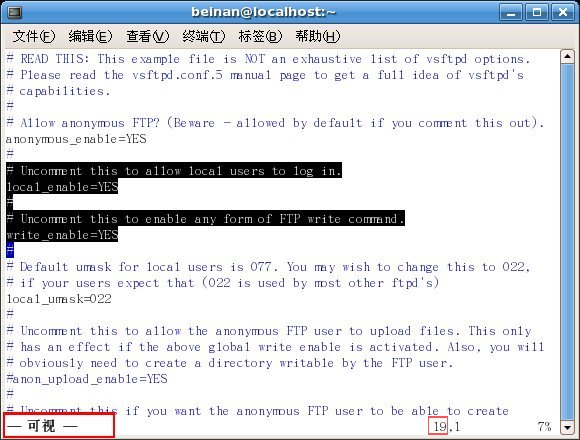 beinan@localhost:~
文件(F) 编辑(E) 查看(V) 终端(T) 标签(B) 帮助(H)
# READ THIS: This example file is NOT an exhaustive list of vsftpd options.
# Please read the vsftpd.conf.5 manual page to get a full idea of vsftpd's
# capabilities.
#
#
# Allow anonymous FTP? (Beware - allowed by default if you comment this out).
anonymous_enable=YES
#
# Uncomment this to allow local users to log in.
local_enable=YES
#
# Uncomment this to enable any form of FTP write command.
write_enable=YES
#
# Default umask for local users is 077. You may wish to change this to 022,
# if your users expect that (022 is used by most other ftpd's)
local_umask=022
#
# Uncomment this to allow the anonymous FTP user to upload files. This only
# has an effect if the above global write enable is activated. Also, you will
# obviously need to create a directory writable by the FTP user.
#anon_upload_enable=YES
#
# Uncomment this if you want the anonymous FTP user to be able to create
— 可视 — 19,1 7%